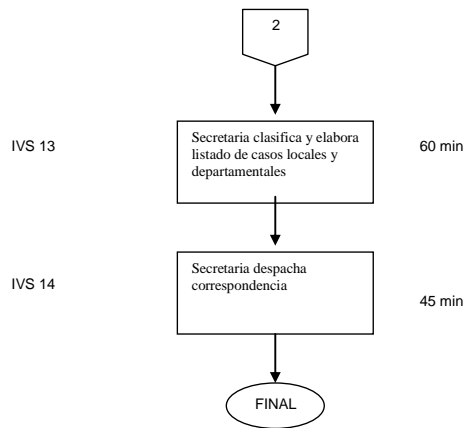 2
IVS 13
Secretaria clasifica y elabora
listado de casos locales y
departamentales
60 min
IVS 14
Secretaria despacha
correspondencia
45 min
FINAL